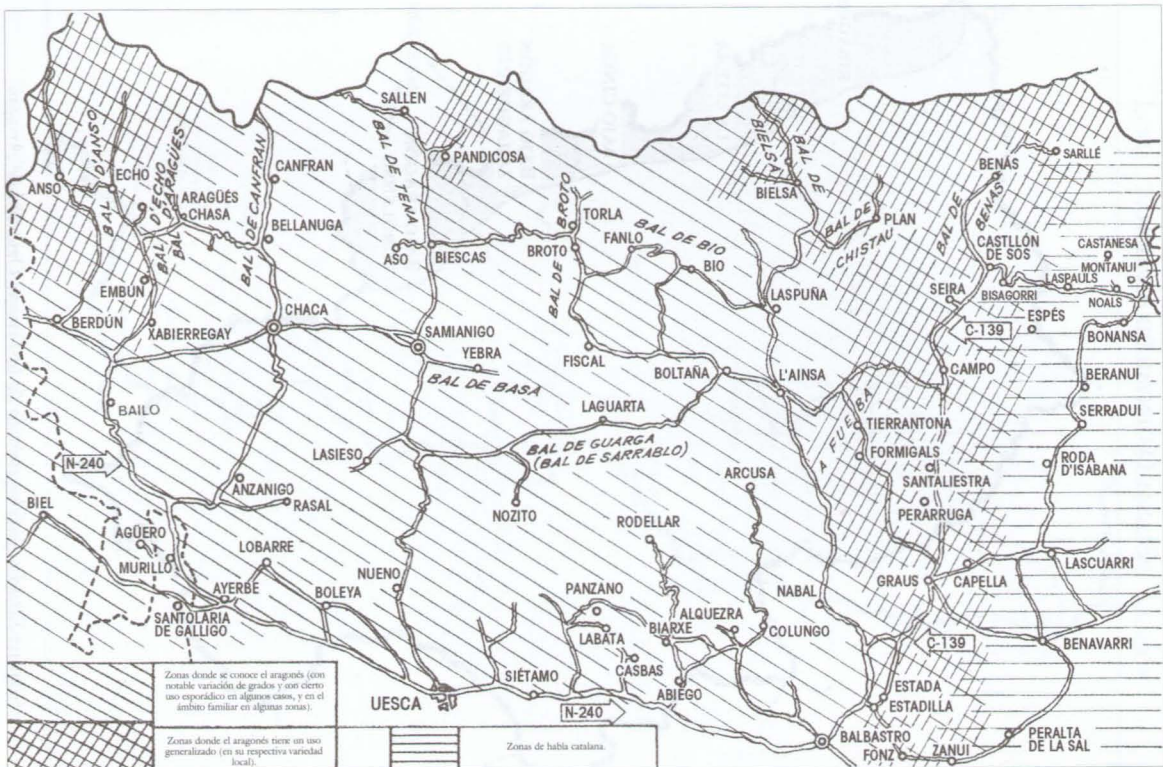 SALLEN
PANDICOSA
BENÁS
SARLLÉ
ANSO
ECHO
BAL D'ANSO
BAL D'ECHO
BAL D'ARAGÜES
ARAGÜÉS
CHASA
BAL DE CANFRAN
CANFRAN
BELLANUGA
BAL DE TENA
ASO
BIESCAS
TORLA
BROTO
BAL DE BROTO
FANLO
BAL DE BIO
BIO
BAL DE BIELSA
BIELSA
PLAN
BAL DE CHISTAU
BAL DE BENAS
CASTLLÓN
DE SOS
CASTANESA
MONTANUI
LASPAULS
BISAGORRI
NOALS
SEIRA
ESPÉS
C-139
BONANSA
LASPUÑA
EMBÚN
BERDÚN
XABIERREGAY
CHACA
SAMIANIGO
YEBRA
BAL DE BASA
FISCAL
BOLTAÑA
L'AINSA
CAMPO
BERANUI
SERRADUI
BAILO
LAGUARTA
BAL DE GUARGA
(BAL DE SARRABLO)
A FUEBA
TIERRANTONA
FORMIGALS
SANTALIESTRA
RODA
D'ISABANA
PERARRUGA
N-240
LASIESO
ARCUSA
ANZANIGO
RASAL
NOZITO
RODELLAR
BIEL
AGÜERO
MURILLO
LOBARRE
NUENO
GRAUS
CAPELLA
LASCUARRI
AYERBE
BOLEYA
SANTOLARIA
DE GALLIGO
PANZANO
LABATA
BIARXE
ALQUEZRA
COLUNGO
NABAL
BENAVARRI
C-139
CASBAS
ABIEGO
SIÉTAMO
UESCA
N-240
ESTADA
ESTADILLA
BALBASTRO
FONZ
ZANUI
PERALTA
DE LA SAL
Zonas donde se conoce el aragonés (con
notable variación de grados y con cierto
uso esporádico en algunos casos, y en el
ámbito familiar en algunas zonas).
Zonas donde el aragonés tiene un uso
generalizado (en su respectiva variedad
local).
Zonas de habla catalana.